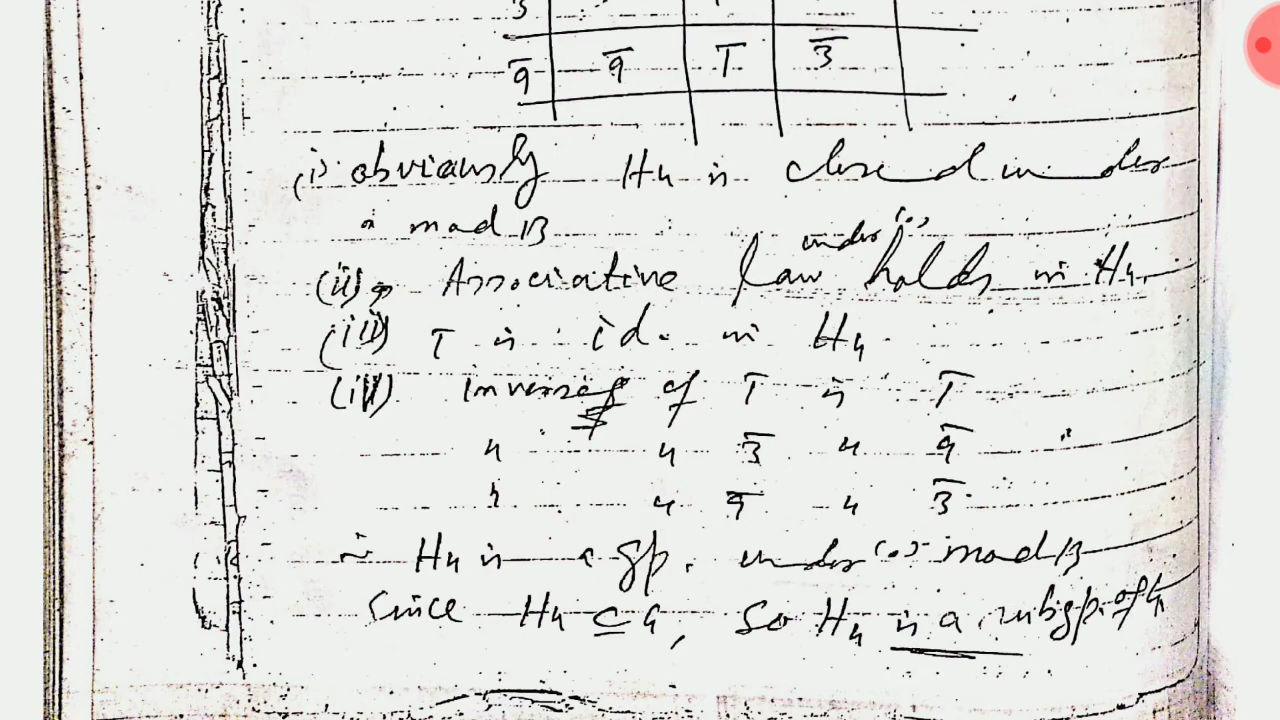 3
9̅ 9̅ 1̅ 3̅
(i) obviously H4 is closed under
'.' mod 13
(ii) Associative law under (.) holds in H4.
(iii) 1̅ is id. in H4.
(iv) Inverse of 1̅ is 1̅
" " 3̅ " 9̅
" " 9̅ " 3̅.
∴ H4 is a gp. under (.) mod 13
Since H4 ⊆ G, So H4 is a subgp. of G